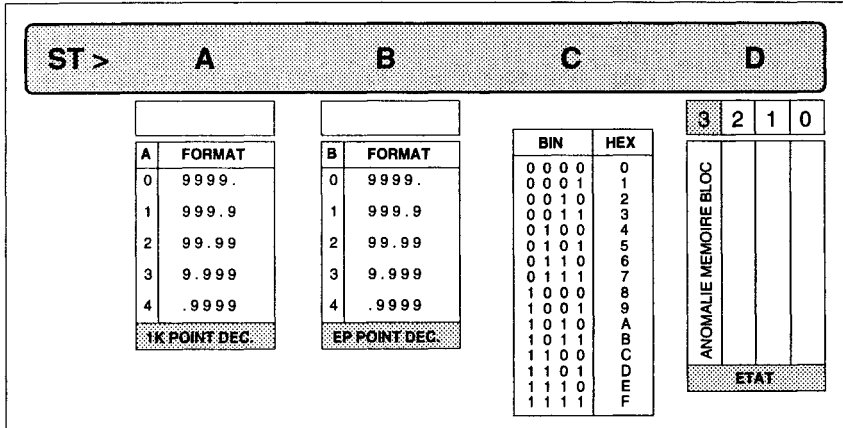 ST > A B C D
3 2 1 0
A FORMAT
0 9999.
1 999.9
2 99.99
3 9.999
4 .9999
1K POINT DEC.
B FORMAT
0 9999.
1 999.9
2 99.99
3 9.999
4 .9999
EP POINT DEC.
BIN HEX
0 0 0 0 0
0 0 0 1 1
0 0 1 0 2
0 0 1 1 3
0 1 0 0 4
0 1 0 1 5
0 1 1 0 6
0 1 1 1 7
1 0 0 0 8
1 0 0 1 9
1 0 1 0 A
1 0 1 1 B
1 1 0 0 C
1 1 0 1 D
1 1 1 0 E
1 1 1 1 F
ANOMALIE MEMOIRE BLOC
ETAT